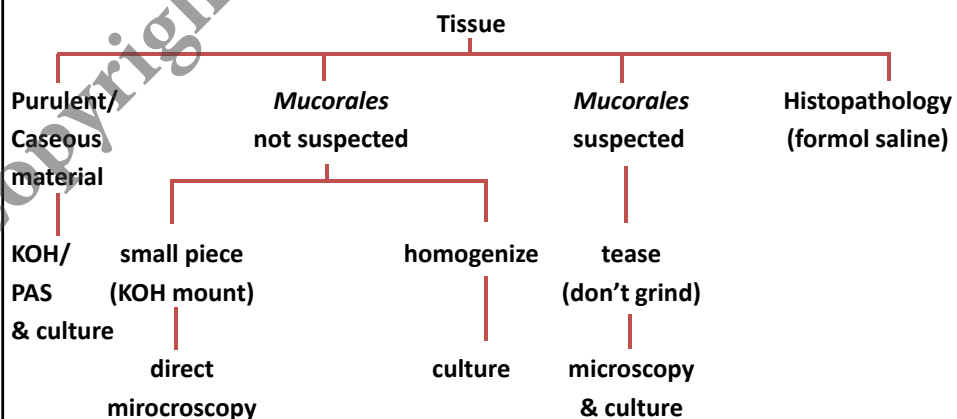 Copyright
Tissue
Purulent/
Caseous
material
Mucorales
not suspected
Mucorales
suspected
Histopathology
(formol saline)
KOH/
PAS
& culture
small piece
(KOH mount)
homogenize
tease
(don't grind)
direct
mirocroscopy
culture
microscopy
& culture